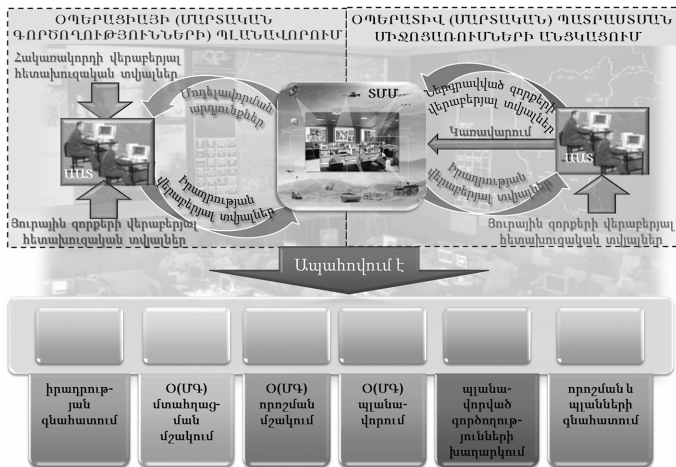 ՕՊԵՐԱՑԻԱՅԻ (ՄԱՐՏԱԿԱՆ
ԳՈՐԾՈՂՈՒԹՅՈՒՆՆԵՐԻ) ՊԼԱՆԱՎՈՐՈՒՄ
ՕՊԵՐԱՏԻՎ (ՄԱՐՏԱԿԱՆ) ՊԱՏՐԱՍՏՄԱՆ
ՄԻՋՈՑԱՌՈՒՄՆԵՐԻ ԱՆՑԿԱՑՈՒՄ
Հակառակորդի վերաբերյալ
հետախուզական տվյալներ
ԱԱՏ
Յուրային զորքերի վերաբերյալ
հետախուզական տվյալներ
Մոդելավորման
արդյունքներ
Իրադրության
վերաբերյալ տվյալներ
ՍՄՄ
Ներգրավված զորքերի
վերաբերյալ տվյալներ
Կառավարում
Իրադրության
վերաբերյալ տվյալներ
ԱԱՏ
Յուրային զորքերի վերաբերյալ
հետախուզական տվյալներ
Ապահովում է
իրադրութ-
յան
գնահատում
Օ(ՄԳ)
մտահղաց-
ման
մշակում
Օ(ՄԳ)
որոշման
մշակում
Օ(ՄԳ)
պլանա-
վորում
պլանա-
վորված
գործողութ-
յունների
խաղարկում
որոշման և
պլանների
գնահատում